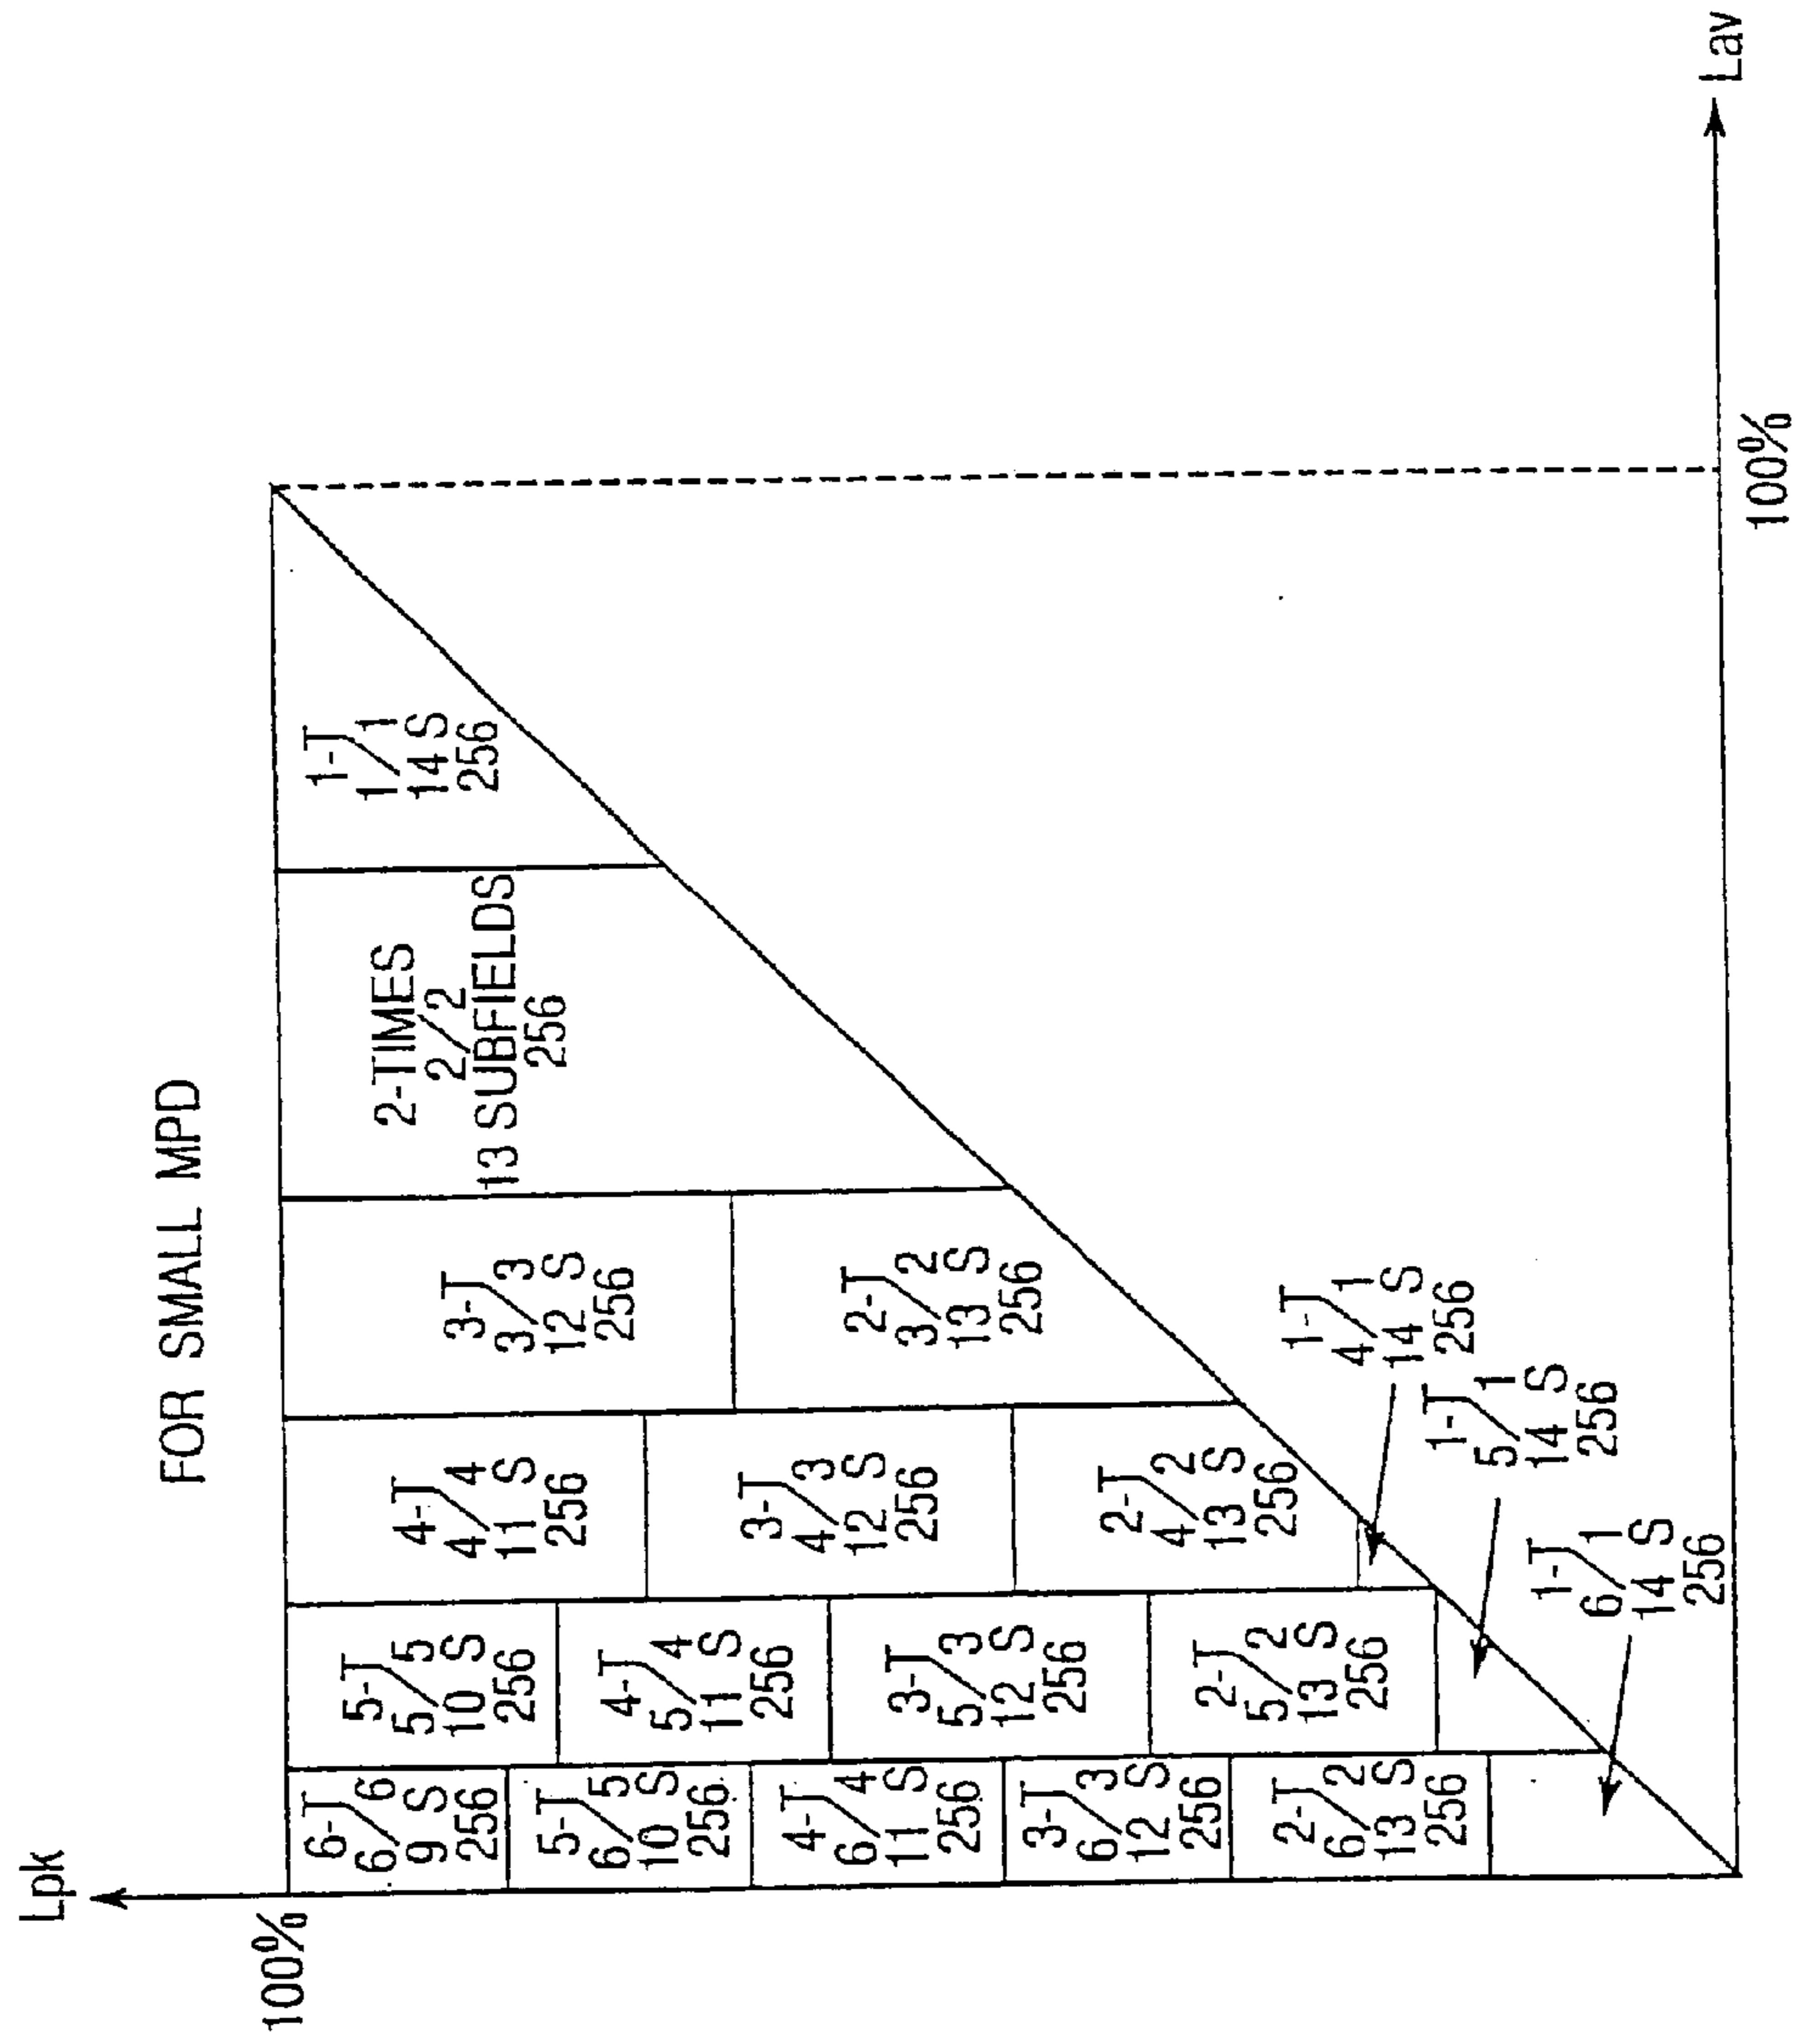 FOR SMALL MPD
Lpk
100%
6-T
6/6
9 S
256
5-T
6/5
10 S
256
4-T
6/4
11 S
256
3-T
6/3
12 S
256
2-T
6/2
13 S
256
1-T
6/1
14 S
256
5-T
5/5
10 S
256
4-T
5/4
11 S
256
3-T
5/3
12 S
256
2-T
5/2
13 S
256
1-T
5/1
14 S
256
4-T
4/4
11 S
256
3-T
4/3
12 S
256
2-T
4/2
13 S
256
1-T
4/1
14 S
256
3-T
3/3
12 S
256
2-T
3/2
13 S
256
2-TIMES
2/2
13 SUBFIELDS
256
1-T
1/1
14 S
256
100%
Lav